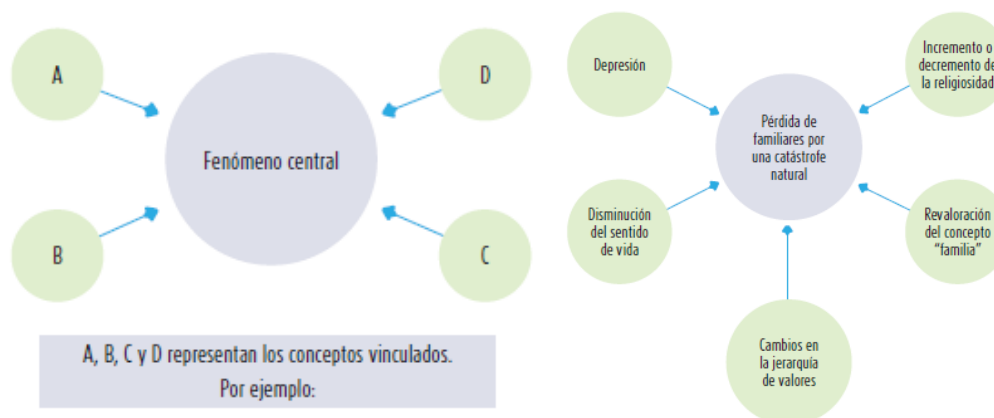 A
D
Fenómeno central
B
C
A, B, C y D representan los conceptos vinculados.
Por ejemplo:
Depresión
Incremento o
decremento de
la religiosidad
Pérdida de
familiares por
una catástrofe
natural
Disminución
del sentido
de vida
Revaloración
del concepto
“familia”
Cambios en
la jerarquía
de valores